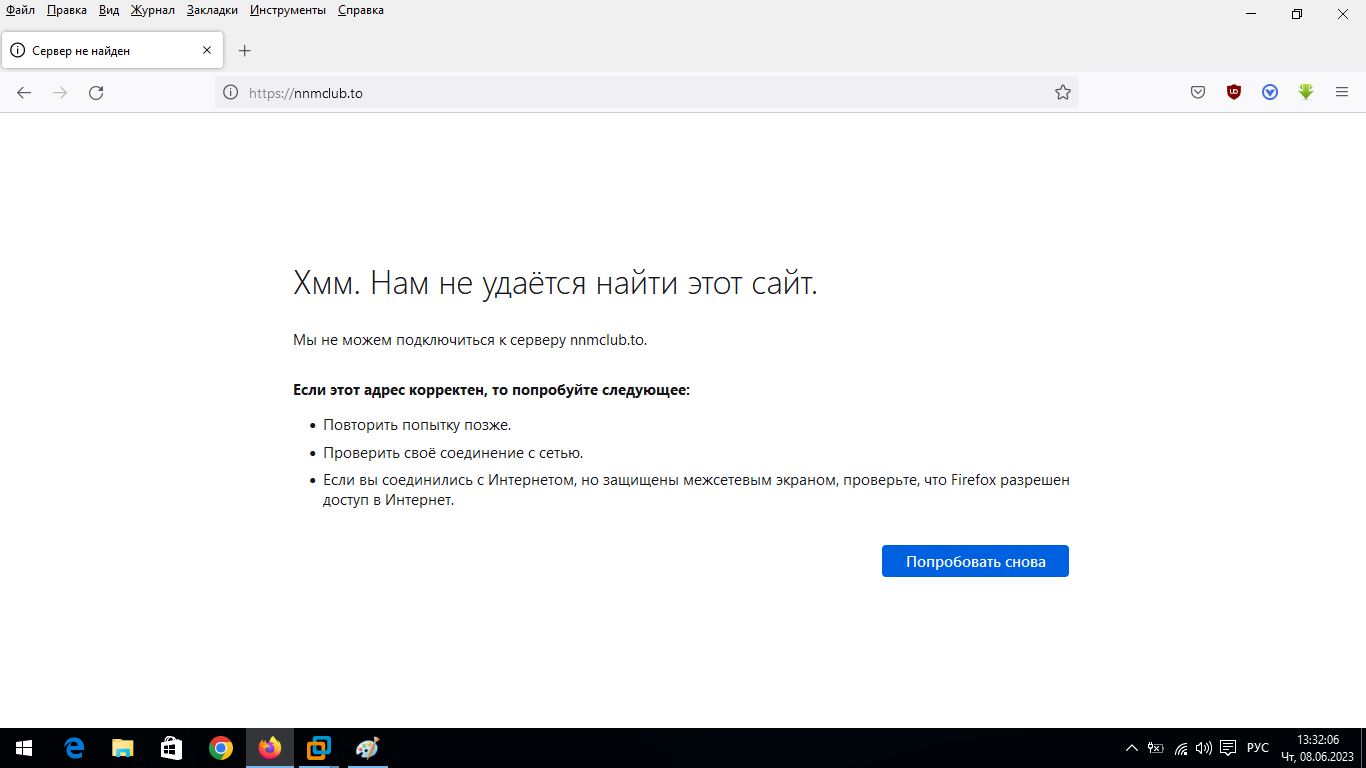 Файл Правка Вид Журнал Закладки Инструменты Справка
Сервер не найден
https://nnmclub.to
Хмм. Нам не удаётся найти этот сайт.
Мы не можем подключиться к серверу nnmclub.to.
Если этот адрес корректен, то попробуйте следующее:
Повторить попытку позже.
Проверить своё соединение с сетью.
Если вы соединились с Интернетом, но защищены межсетевым экраном, проверьте, что Firefox разрешен
доступ в Интернет.
Попробовать снова
РУС
13:32:06
Чт, 08.06.2023